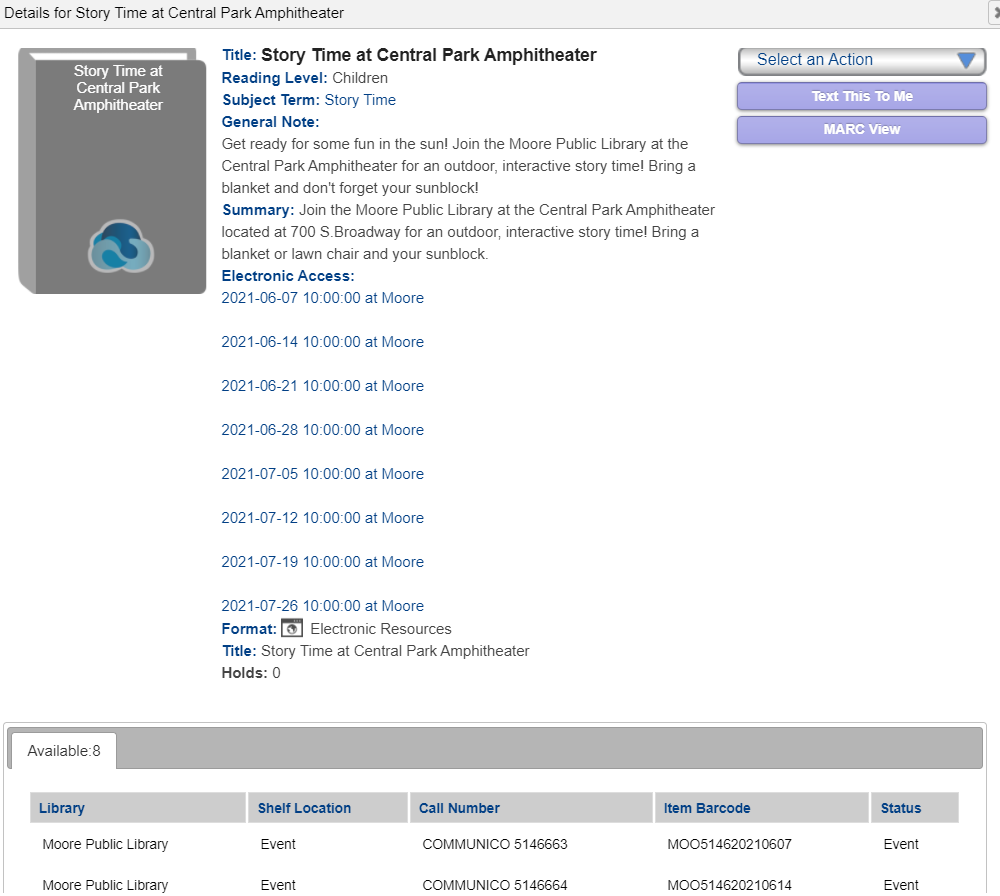 Details for Story Time at Central Park Amphitheater
Story Time at
Central Park
Amphitheater
Title: Story Time at Central Park Amphitheater
Reading Level: Children
Subject Term: Story Time
General Note:
Get ready for some fun in the sun! Join the Moore Public Library at the
Central Park Amphitheater for an outdoor, interactive story time! Bring a
blanket and don't forget your sunblock!
Summary: Join the Moore Public Library at the Central Park Amphitheater
located at 700 S.Broadway for an outdoor, interactive story time! Bring a
blanket or lawn chair and your sunblock.
Electronic Access:
2021-06-07 10:00:00 at Moore
2021-06-14 10:00:00 at Moore
2021-06-21 10:00:00 at Moore
2021-06-28 10:00:00 at Moore
2021-07-05 10:00:00 at Moore
2021-07-12 10:00:00 at Moore
2021-07-19 10:00:00 at Moore
2021-07-26 10:00:00 at Moore
Format: Electronic Resources
Title: Story Time at Central Park Amphitheater
Holds: 0
Select an Action
Text This To Me
MARC View
Available:8
Library Shelf Location Call Number Item Barcode Status
Moore Public Library Event COMMUNICO 5146663 MOO514620210607 Event
Moore Public Library Event COMMUNICO 5146664 MOO514620210614 Event